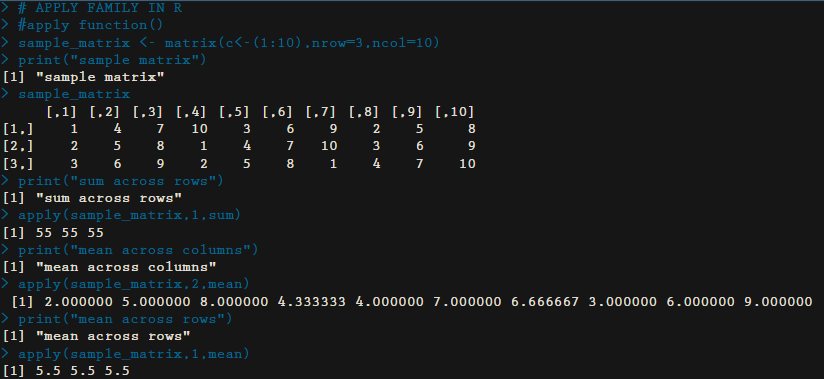 > # APPLY FAMILY IN R
> #apply function()
> sample_matrix <- matrix(c<-(1:10),nrow=3,ncol=10)
> print("sample matrix")
[1] "sample matrix"
> sample_matrix
     [,1] [,2] [,3] [,4] [,5] [,6] [,7] [,8] [,9] [,10]
[1,]    1    4    7   10    3    6    9    2    5     8
[2,]    2    5    8    1    4    7   10    3    6     9
[3,]    3    6    9    2    5    8    1    4    7    10
> print("sum across rows")
[1] "sum across rows"
> apply(sample_matrix,1,sum)
[1] 55 55 55
> print("mean across columns")
[1] "mean across columns"
> apply(sample_matrix,2,mean)
 [1] 2.000000 5.000000 8.000000 4.333333 4.000000 7.000000 6.666667 3.000000 6.000000 9.000000
> print("mean across rows")
[1] "mean across rows"
> apply(sample_matrix,1,mean)
[1] 5.5 5.5 5.5